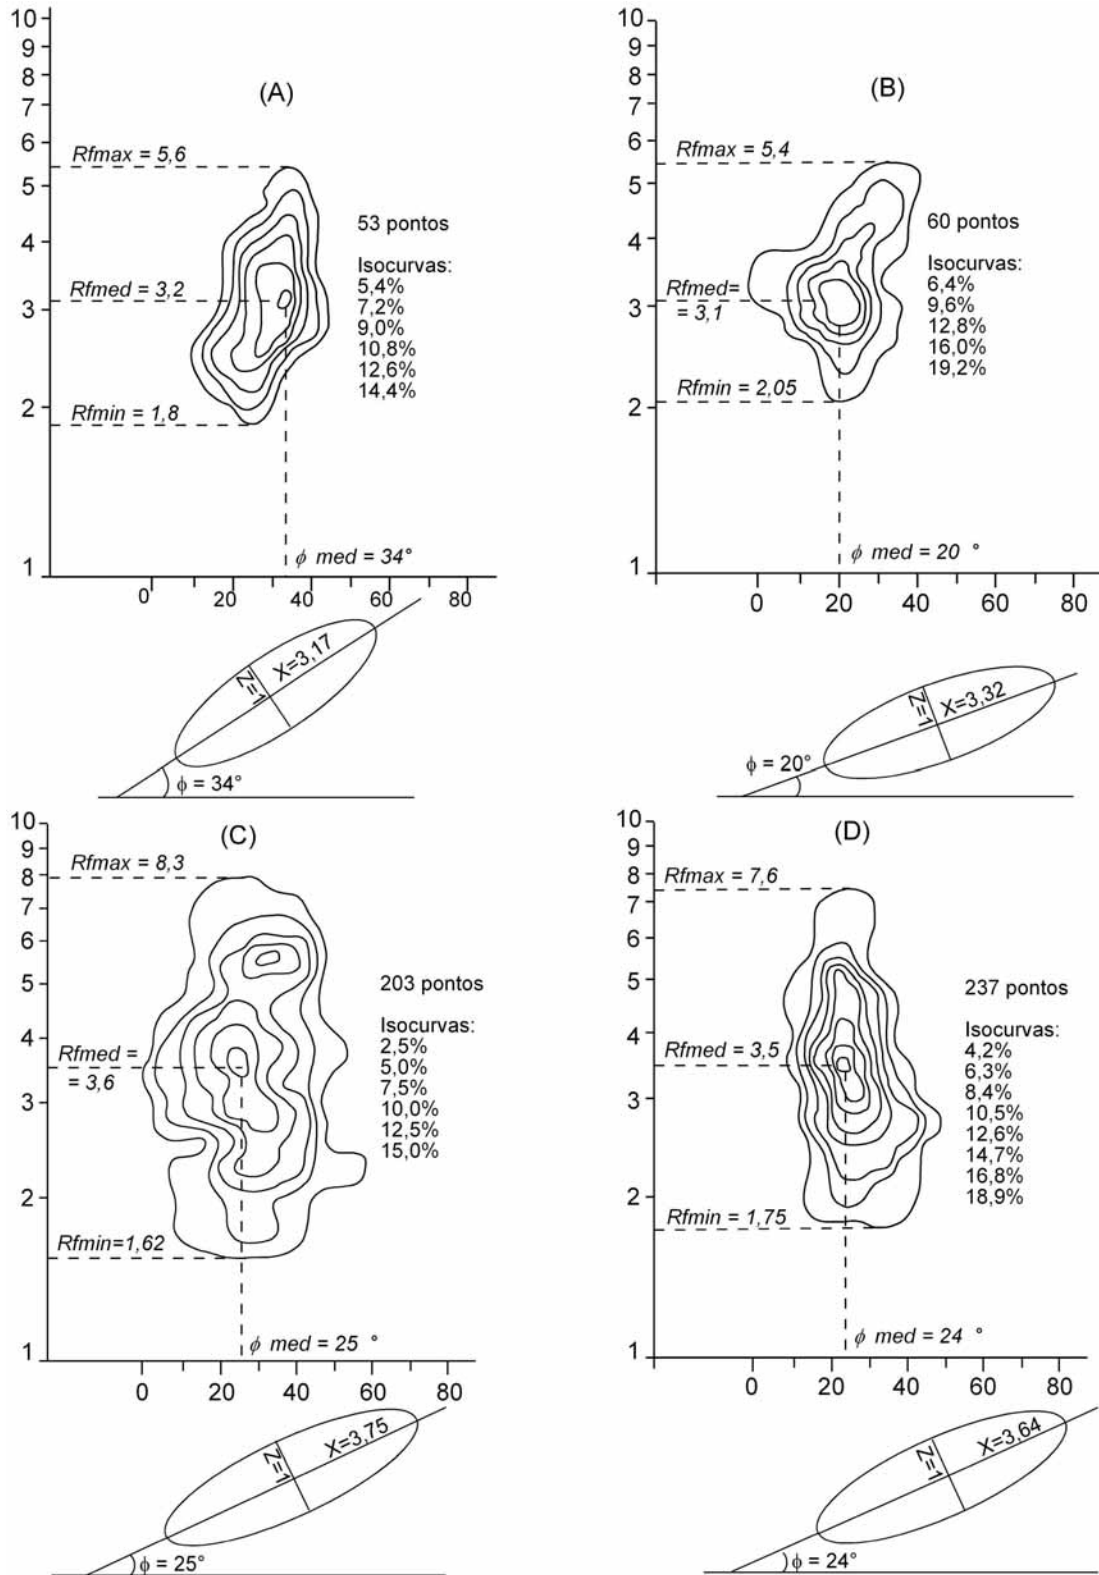 (A)
10
9
8
7
6
5
4
3
2
1
Rfmax = 5,6
Rfmed = 3,2
Rfmin = 1,8
53 pontos
Isocurvas:
5,4%
7,2%
9,0%
10,8%
12,6%
14,4%
ϕ med = 34°
0 20 40 60 80
X=3,17
Z=1
ϕ = 34°
(B)
10
9
8
7
6
5
4
3
2
1
Rfmax = 5,4
Rfmed=
= 3,1
Rfmin = 2,05
60 pontos
Isocurvas:
6,4%
9,6%
12,8%
16,0%
19,2%
ϕ med = 20 °
0 20 40 60 80
X=3,32
Z=1
ϕ = 20°
(C)
10
9
8
7
6
5
4
3
2
1
Rfmax = 8,3
Rfmed =
= 3,6
Rfmin=1,62
203 pontos
Isocurvas:
2,5%
5,0%
7,5%
10,0%
12,5%
15,0%
ϕ med = 25 °
0 20 40 60 80
X=3,75
Z=1
ϕ = 25°
(D)
10
9
8
7
6
5
4
3
2
1
Rfmax = 7,6
Rfmed = 3,5
Rfmin = 1,75
237 pontos
Isocurvas:
4,2%
6,3%
8,4%
10,5%
12,6%
14,7%
16,8%
18,9%
ϕ med = 24 °
0 20 40 60 80
X=3,64
Z=1
ϕ = 24°